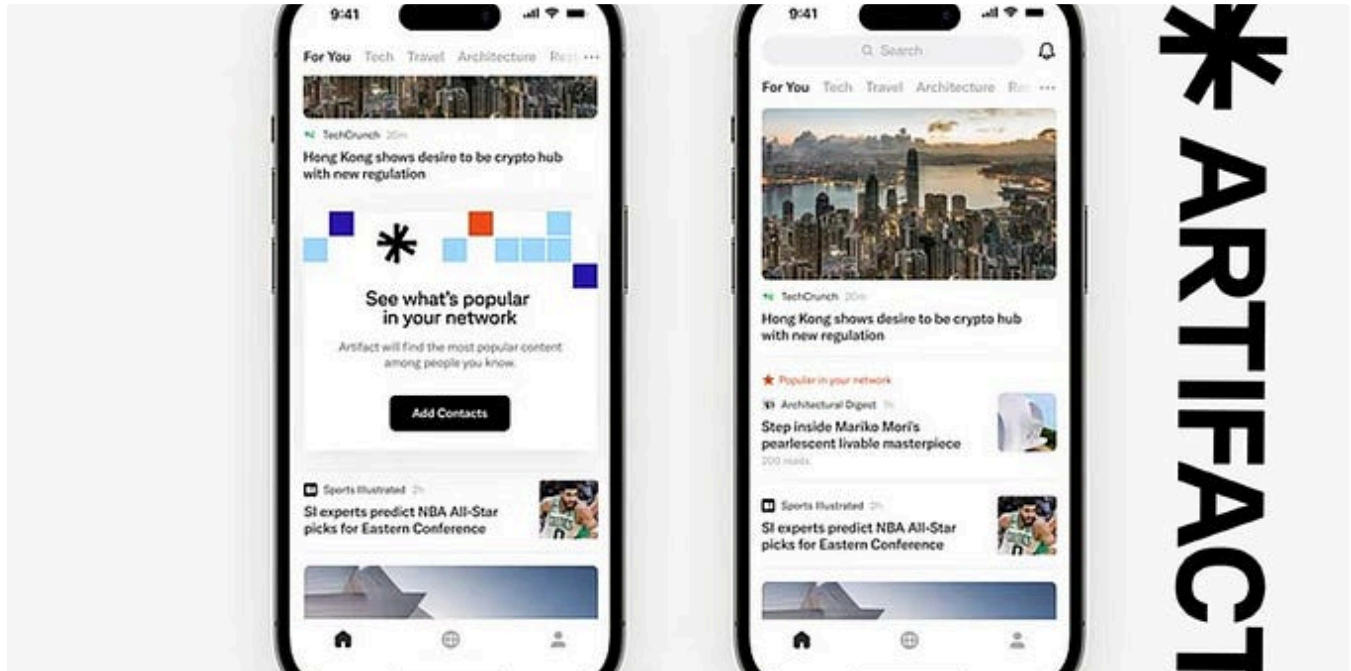 9:41
For You Tech Travel Architecture
TechCrunch 20m
Hong Kong shows desire to be crypto hub
with new regulation
See what's popular
in your network
Artifact will find the most popular content
among people you know.
Add Contacts
Sports Illustrated 2h
SI experts predict NBA All-Star
picks for Eastern Conference
9:41
Search
For You Tech Travel Architecture
TechCrunch 20m
Hong Kong shows desire to be crypto hub
with new regulation
Popular in your network
Architectural Digest 1h
Step inside Mariko Mori's
pearlescent livable masterpiece
200 reads
Sports Illustrated 2h
SI experts predict NBA All-Star
picks for Eastern Conference
ARTIFACT